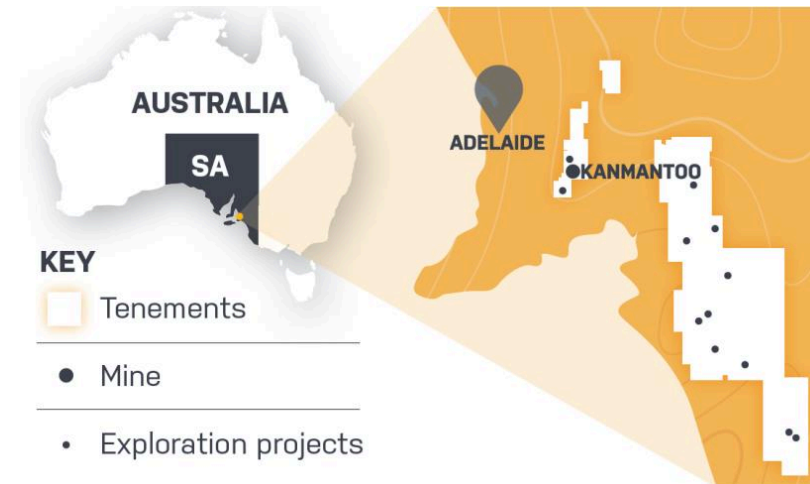 AUSTRALIA
SA
ADELAIDE
KANMANTOO
KEY
Tenements
Mine
Exploration projects